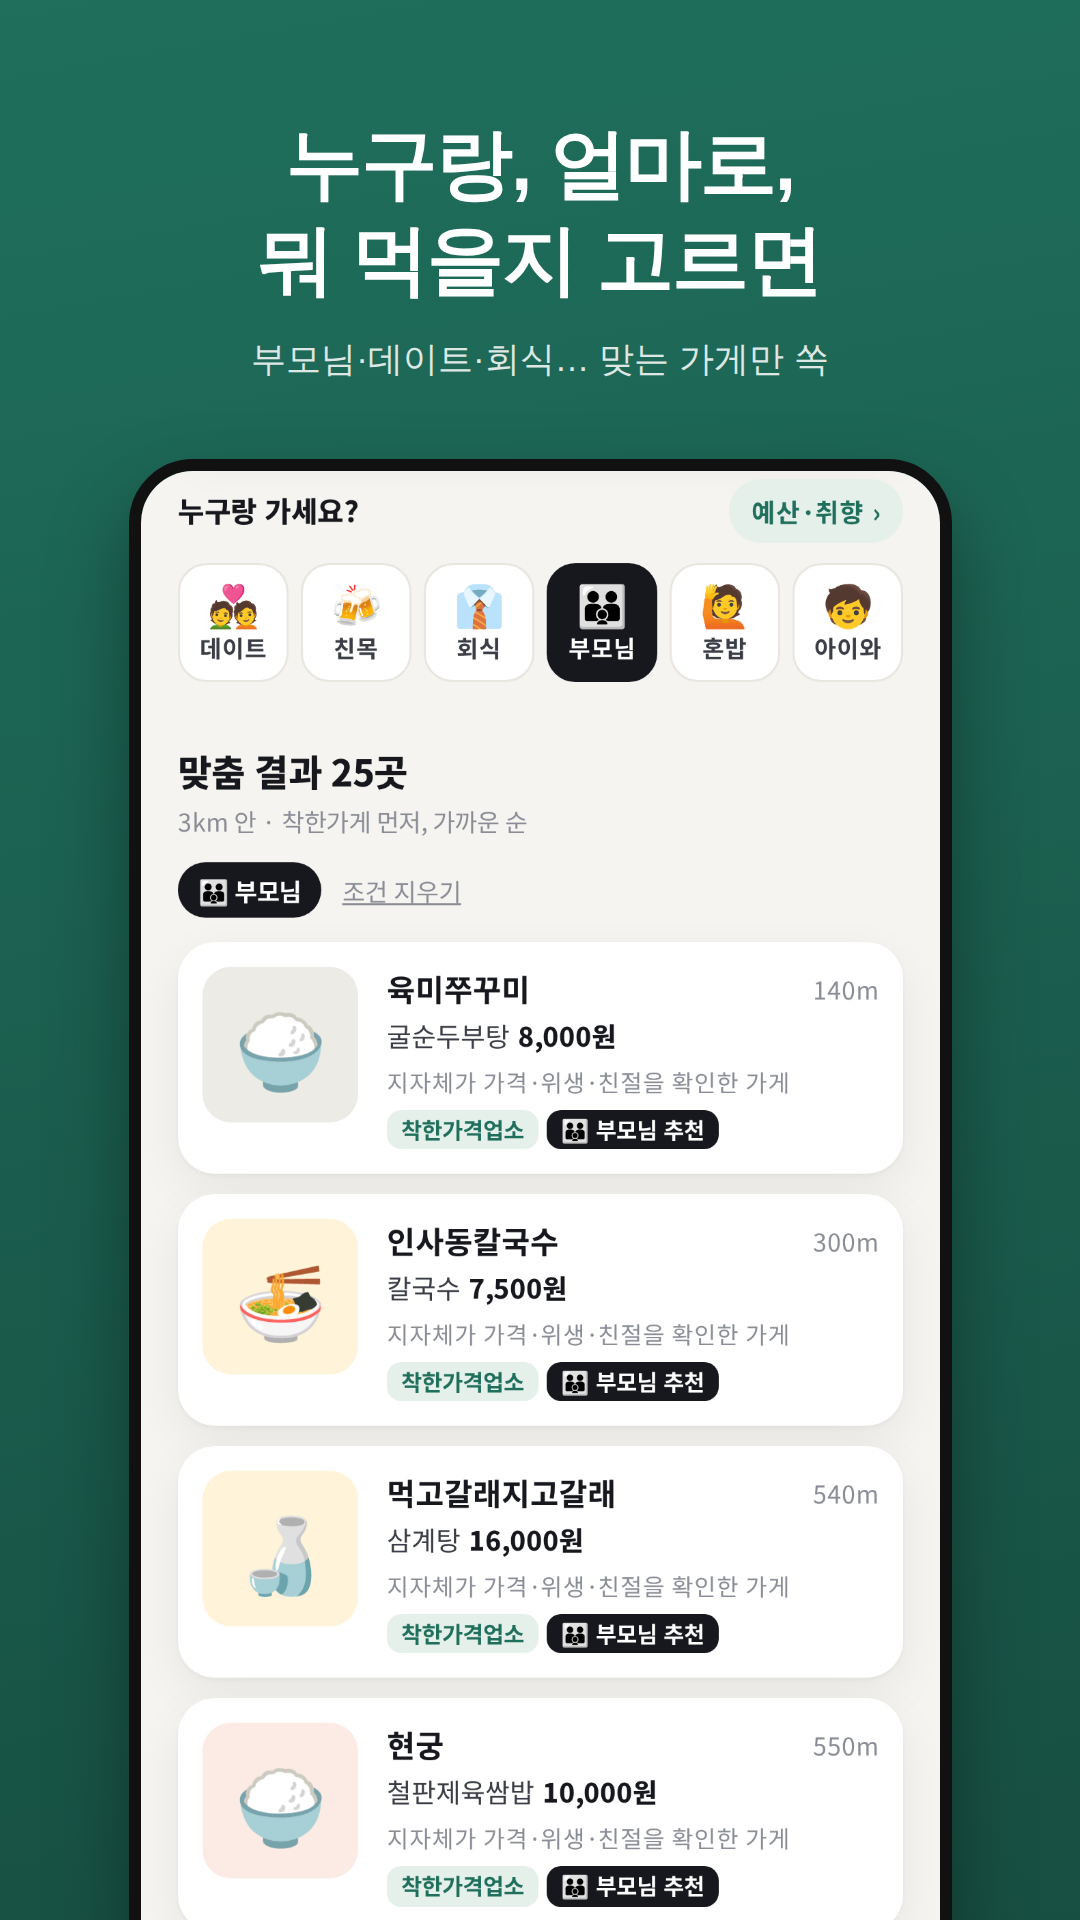 누구랑, 얼마로,
뭐 먹을지 고르면
부모님·데이트·회식... 맞는 가게만 쏙
누구랑 가세요?
예산·취향 ›
데이트
친목
회식
부모님
혼밥
아이와
맞춤 결과 25곳
3km 안 · 착한가게 먼저, 가까운 순
부모님
조건 지우기
육미쭈꾸미
140m
굴순두부탕 8,000원
지자체가 가격·위생·친절을 확인한 가게
착한가격업소
부모님 추천
인사동칼국수
300m
칼국수 7,500원
지자체가 가격·위생·친절을 확인한 가게
착한가격업소
부모님 추천
먹고갈래지고갈래
540m
삼계탕 16,000원
지자체가 가격·위생·친절을 확인한 가게
착한가격업소
부모님 추천
현궁
550m
철판제육쌈밥 10,000원
지자체가 가격·위생·친절을 확인한 가게
착한가격업소
부모님 추천